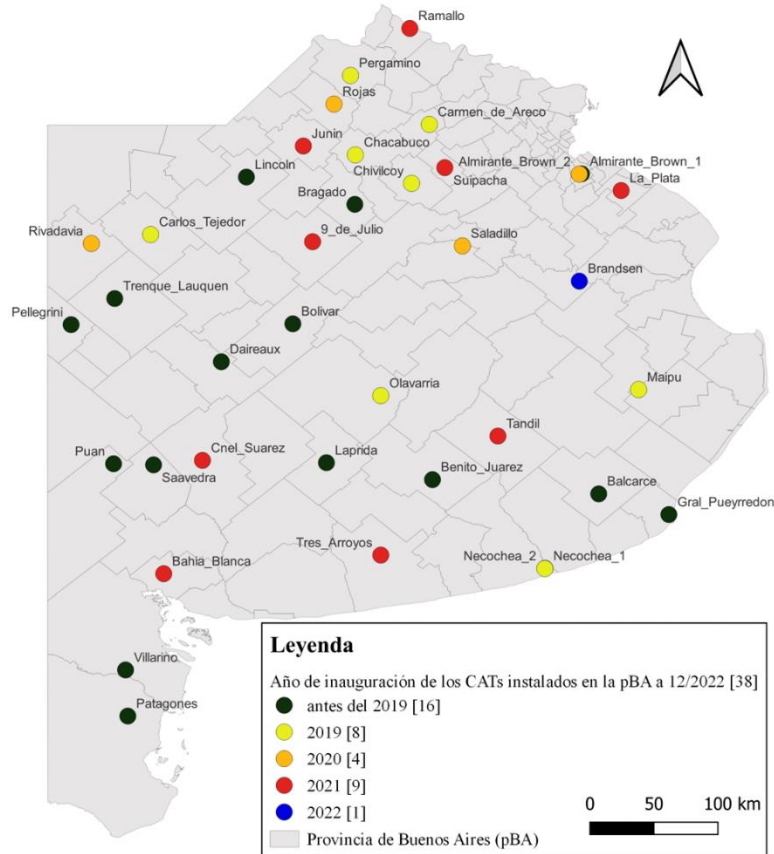 Ramallo
Pergamino
Rojas
Carmen_de_Areco
Junin
Chacabuco
Almirante_Brown_2
Almirante_Brown_1
Lincoln
Chivilcoy
Suipacha
La_Plata
Bragado
Rivadavia
Carlos_Tejedor
9_de_Julio
Saladillo
Trenque_Lauquen
Brandsen
Pellegrini
Bolivar
Daireaux
Olavarria
Maipu
Tandil
Puan
Cnel_Suarez
Laprida
Saavedra
Benito_Juarez
Balcarce
Gral_Pueyrredon
Tres_Arroyos
Necochea_2
Necochea_1
Bahia_Blanca
Villarino
Patagones
Leyenda
Año de inauguración de los CATs instalados en la pBA a 12/2022 [38]
antes del 2019 [16]
2019 [8]
2020 [4]
2021 [9]
2022 [1]
Provincia de Buenos Aires (pBA)
0 50 100 km